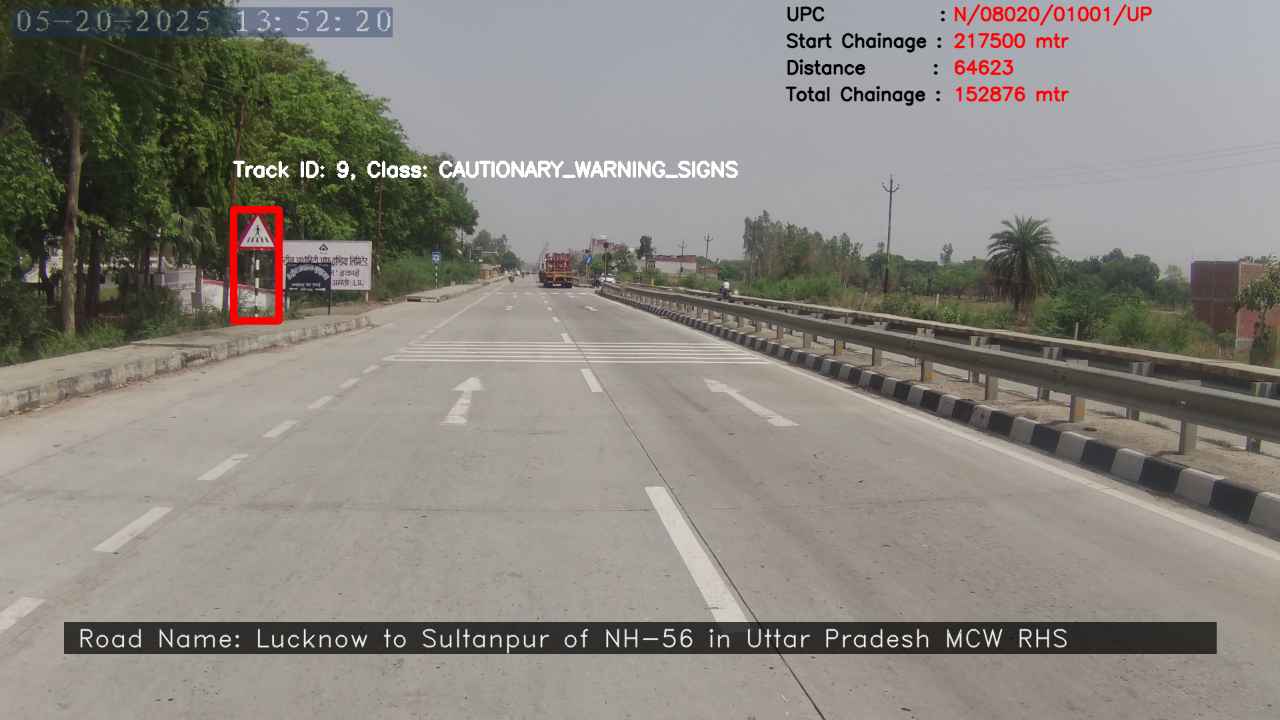 05-20-2025 13:52:20
UPC : N/08020/01001/UP
Start Chainage : 217500 mtr
Distance : 64623
Total Chainage : 152876 mtr
Track ID: 9, Class: CAUTIONARY_WARNING_SIGNS
Road Name: Lucknow to Sultanpur of NH-56 in Uttar Pradesh MCW RHS